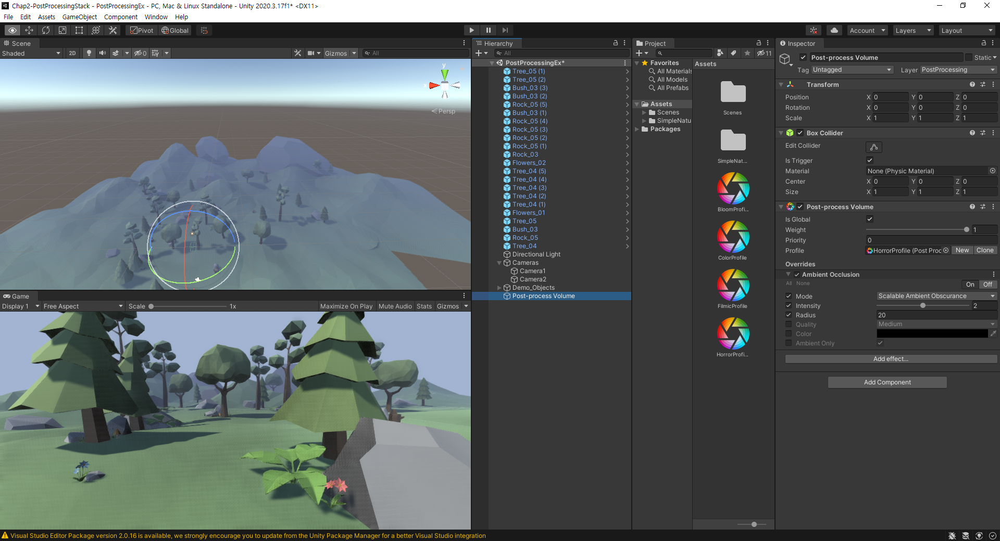 Chap2-PostProcessingStack - PostProcessingEx - PC, Mac & Linux Standalone - Unity 2020.3.17f1* <DX11>
File Edit Assets GameObject Component Window Help
Pivot Global Account Layers Layout
Scene
Shaded 2D 0 Gizmos All
y
x
Persp
Game
Display 1 Free Aspect Scale 1x Maximize On Play Mute Audio Stats Gizmos
Hierarchy
All
PostProcessingEx*
Tree_05 (1)
Tree_05 (2)
Bush_03 (3)
Bush_03 (2)
Rock_05 (5)
Bush_03 (1)
Rock_05 (4)
Rock_05 (3)
Rock_05 (2)
Rock_05 (1)
Rock_03
Flowers_02
Tree_04 (5)
Tree_04 (4)
Tree_04 (3)
Tree_04 (2)
Tree_04 (1)
Flowers_01
Tree_05
Bush_03
Rock_05
Tree_04
Directional Light
Cameras
Camera1
Camera2
Demo_Objects
Post-process Volume
Project
11
Favorites
All Materials
All Models
All Prefabs
Assets
Scenes
SimpleNatu
Packages
Assets
Scenes
SimpleNat...
BloomProfi...
ColorProfile
FilmicProfile
HorrorProfi...
Inspector
Post-process Volume Static
Tag Untagged Layer PostProcessing
Transform
Position X 0 Y 0 Z 0
Rotation X 0 Y 0 Z 0
Scale X 1 Y 1 Z 1
Box Collider
Edit Collider
Is Trigger
Material None (Physic Material)
Center X 0 Y 0 Z 0
Size X 1 Y 1 Z 1
Post-process Volume
Is Global
Weight 1
Priority 0
Profile HorrorProfile (Post Proc New Clone
Overrides
Ambient Occlusion
All None On Off
Mode Scalable Ambient Obscurance
Intensity 2
Radius 20
Quality Medium
Color
Ambient Only
Add effect...
Add Component
Visual Studio Editor Package version 2.0.16 is available, we strongly encourage you to update from the Unity Package Manager for a better Visual Studio integration